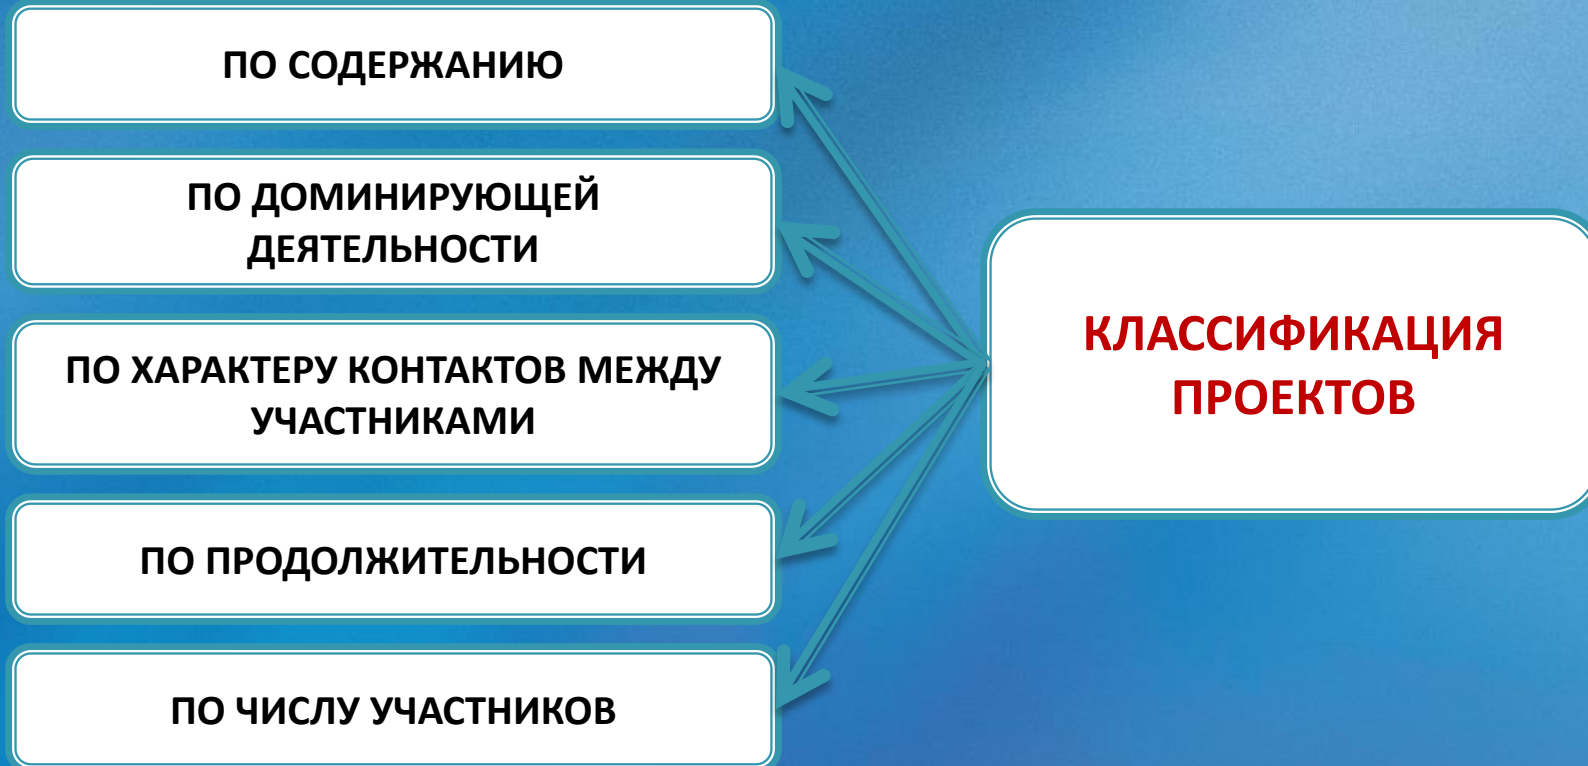 ПО СОДЕРЖАНИЮ
ПО ДОМИНИРУЮЩЕЙ
ДЕЯТЕЛЬНОСТИ
ПО ХАРАКТЕРУ КОНТАКТОВ МЕЖДУ
УЧАСТНИКАМИ
ПО ПРОДОЛЖИТЕЛЬНОСТИ
ПО ЧИСЛУ УЧАСТНИКОВ
КЛАССИФИКАЦИЯ
ПРОЕКТОВ